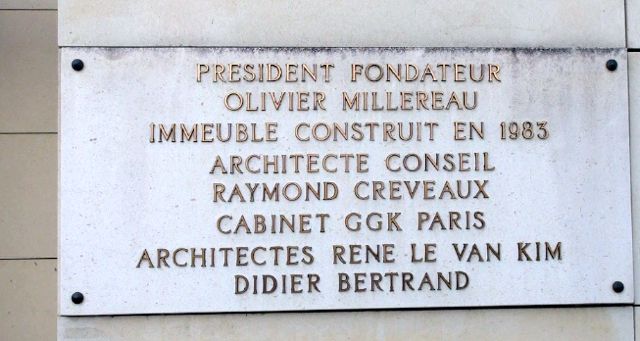 PRESIDENT FONDATEUR
OLIVIER MILLEREAU
IMMEUBLE CONSTRUIT EN 1983
ARCHITECTE CONSEIL
RAYMOND CREVEAUX
CABINET GGK PARIS
ARCHITECTES RENE LE VAN KIM
DIDIER BERTRAND